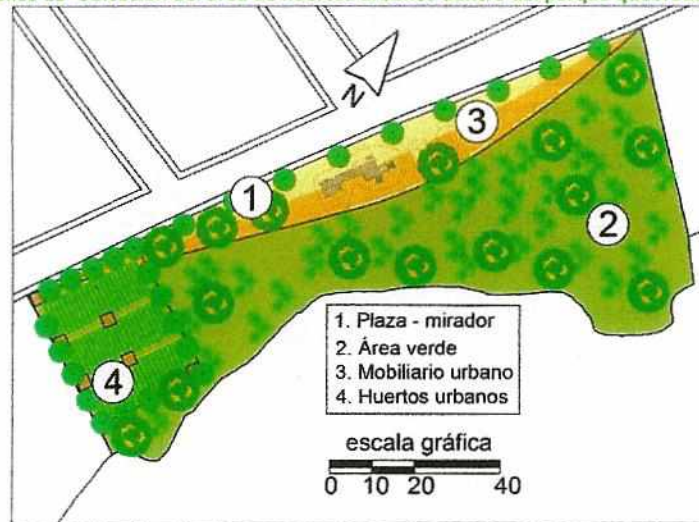 N
3
1
2
4
1. Plaza - mirador
2. Área verde
3. Mobiliario urbano
4. Huertos urbanos
escala gráfica
0 10 20 40